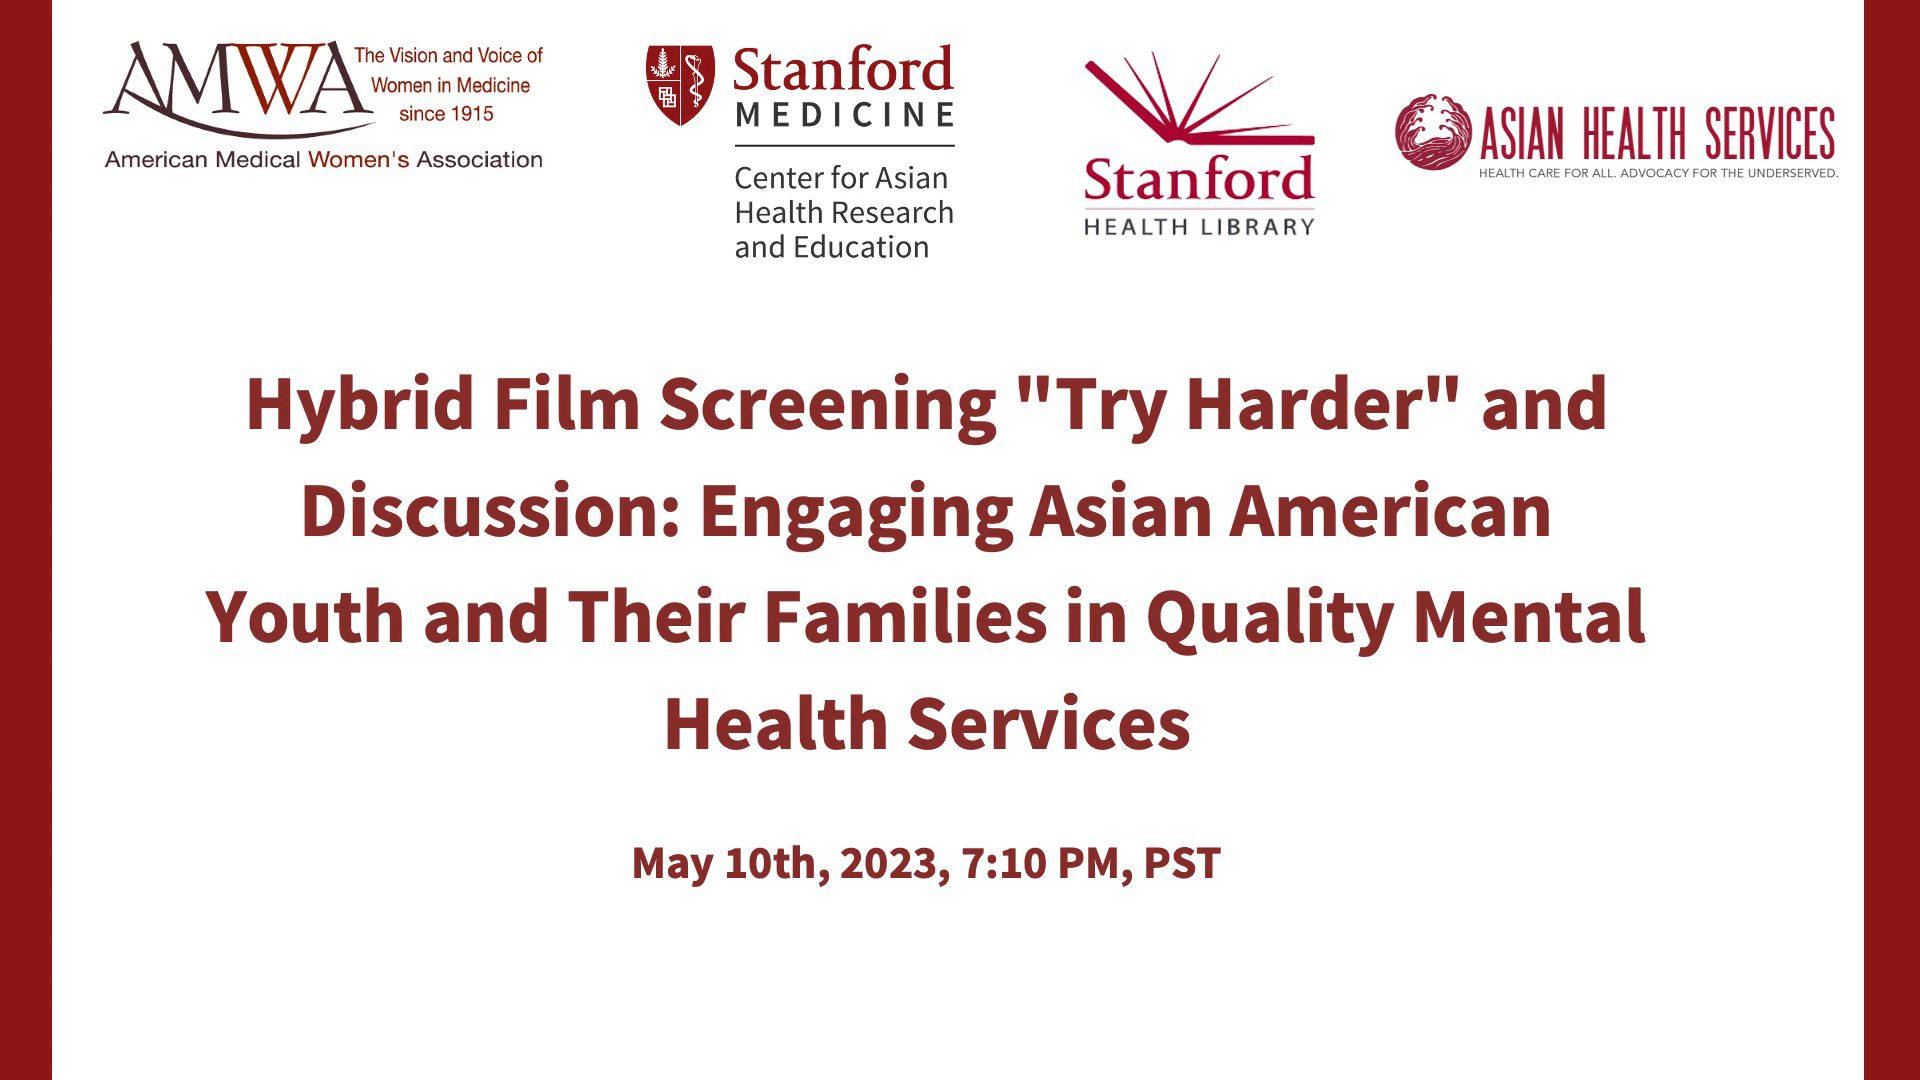 AMWA
The Vision and Voice of
Women in Medicine
since 1915
American Medical Women's Association
Stanford
MEDICINE
Center for Asian
Health Research
and Education
Stanford
HEALTH LIBRARY
ASIAN HEALTH SERVICES
HEALTH CARE FOR ALL. ADVOCACY FOR THE UNDERSERVED.
Hybrid Film Screening "Try Harder" and
Discussion: Engaging Asian American
Youth and Their Families in Quality Mental
Health Services
May 10th, 2023, 7:10 PM, PST